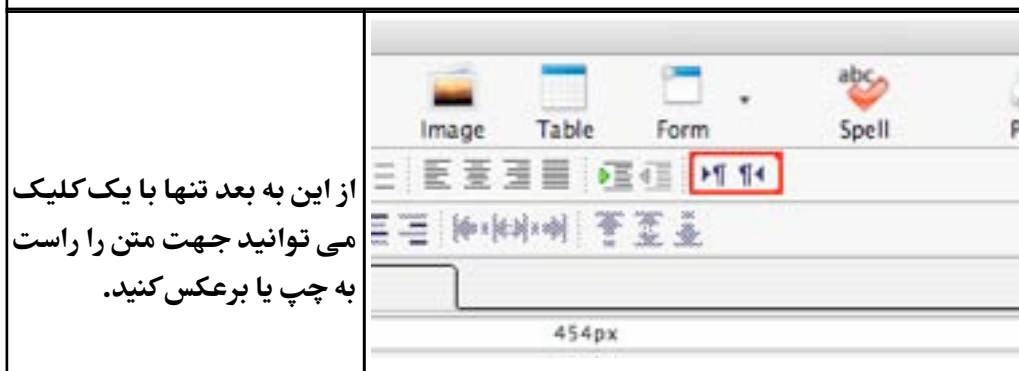 از این به بعد تنها با یک کلیک
می توانید جهت متن را راست
به چپ یا برعکس کنید.
abc
Image Table Form Spell P
454px